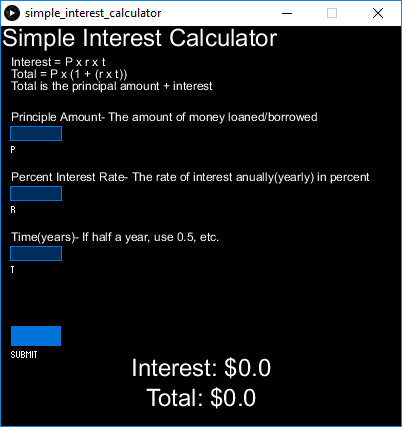 simple_interest_calculator
Simple Interest Calculator
Interest = P x r x t
Total = P x (1 + (r x t))
Total is the principal amount + interest
Principle Amount- The amount of money loaned/borrowed
P
Percent Interest Rate- The rate of interest anually(yearly) in percent
R
Time(years)- If half a year, use 0.5, etc.
T
SUBMIT
Interest: $0.0
Total: $0.0